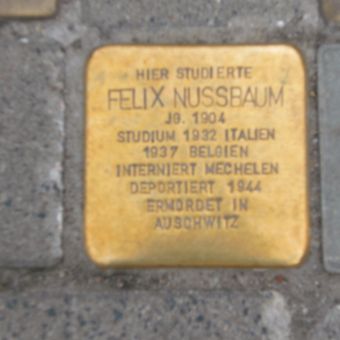 HIER STUDIERTE
FELIX NUSSBAUM
JG. 1904
STUDIUM 1932 ITALIEN
1937 BELGIEN
INTERNIERT MECHELEN
DEPORTIERT 1944
ERMORDET IN
AUSCHWITZ